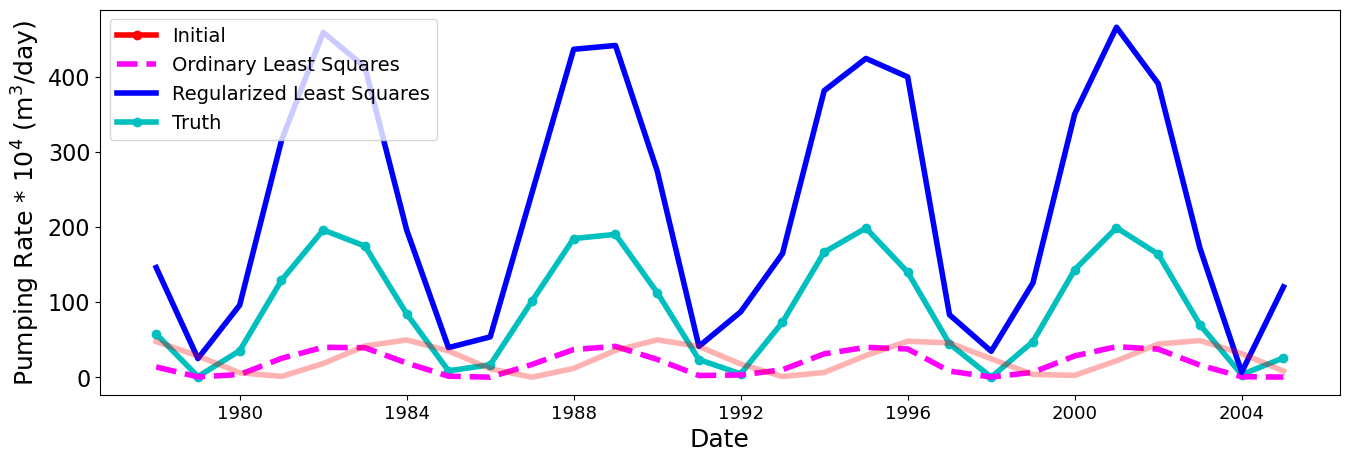 Pumping Rate * 10⁴ (m³/day)
400
300
200
100
0
Initial
Ordinary Least Squares
Regularized Least Squares
Truth
1980 1984 1988 1992 1996 2000 2004
Date